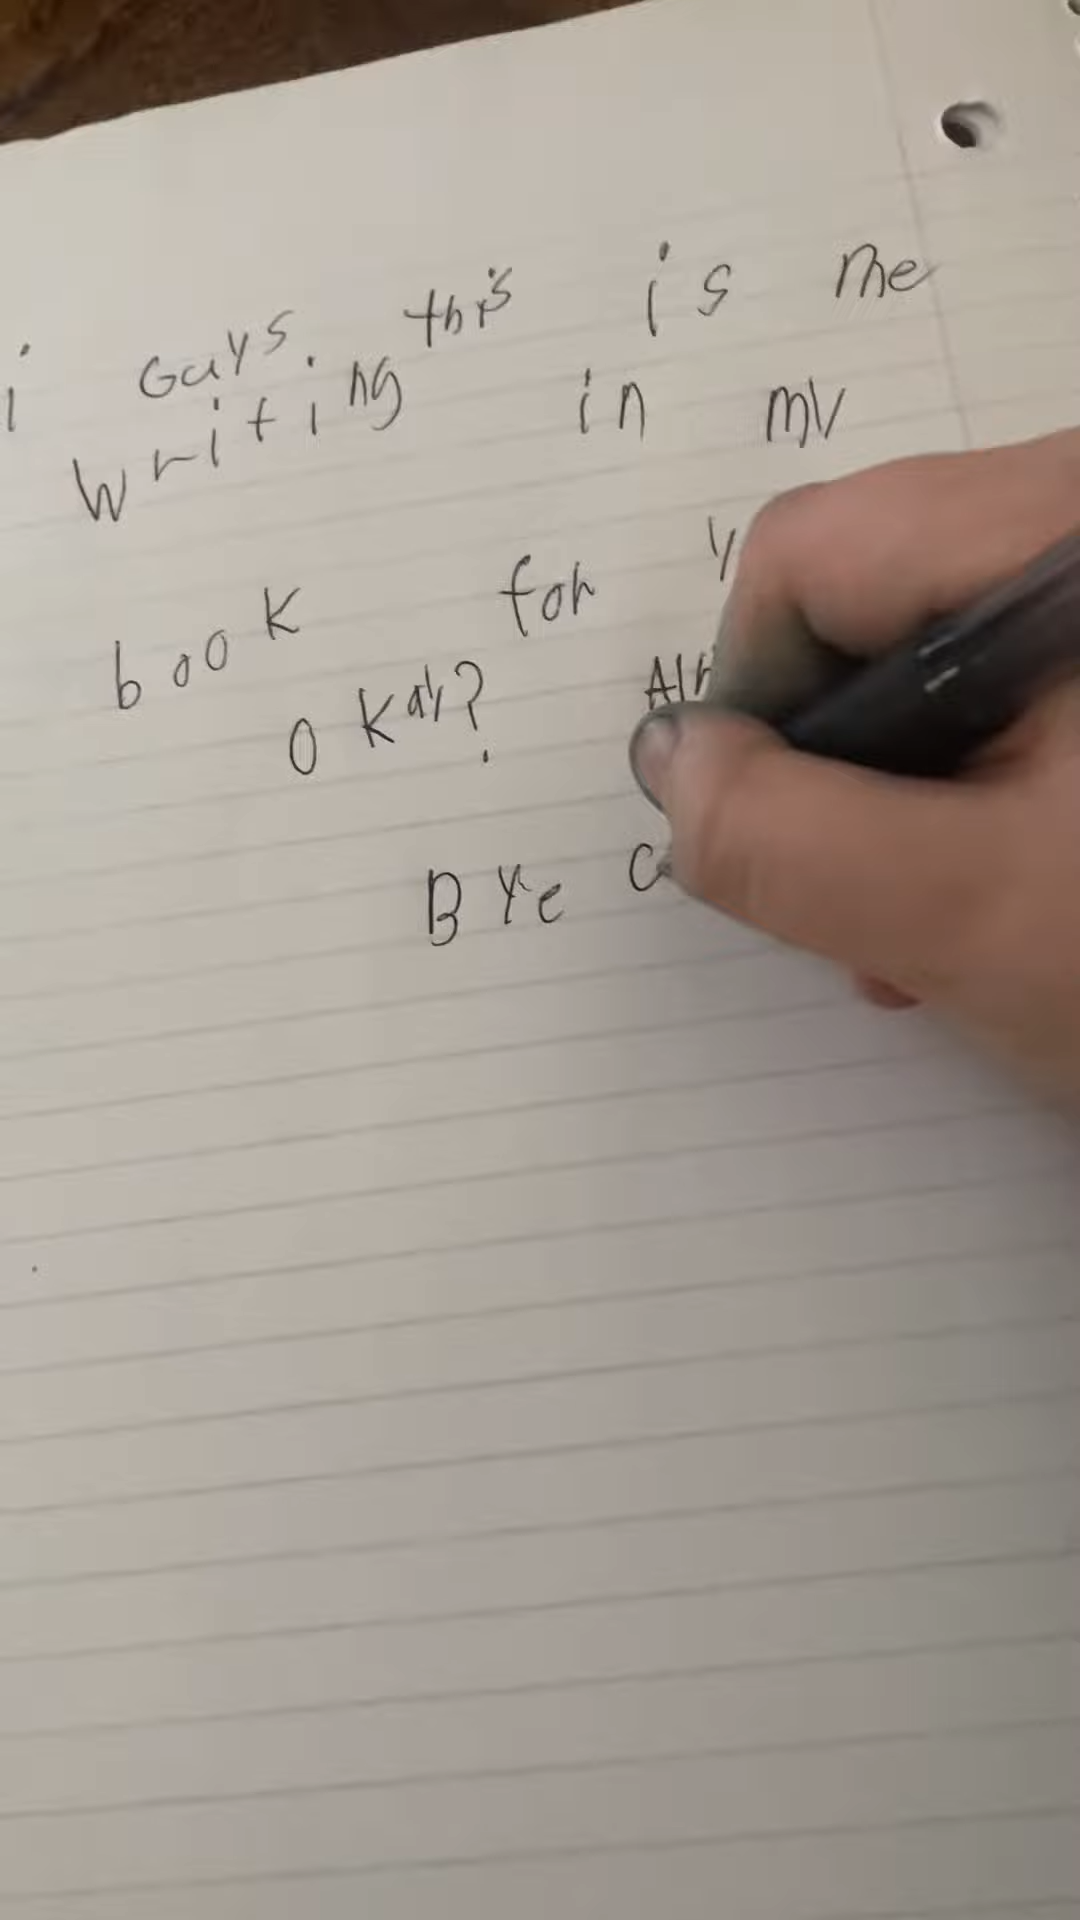 i Guys. this is me
writing in my
book for
okay?
Bye